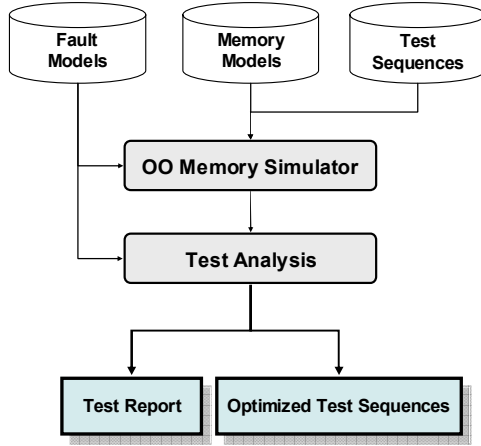 Fault
Models
Memory
Models
Test
Sequences
OO Memory Simulator
Test Analysis
Test Report
Optimized Test Sequences